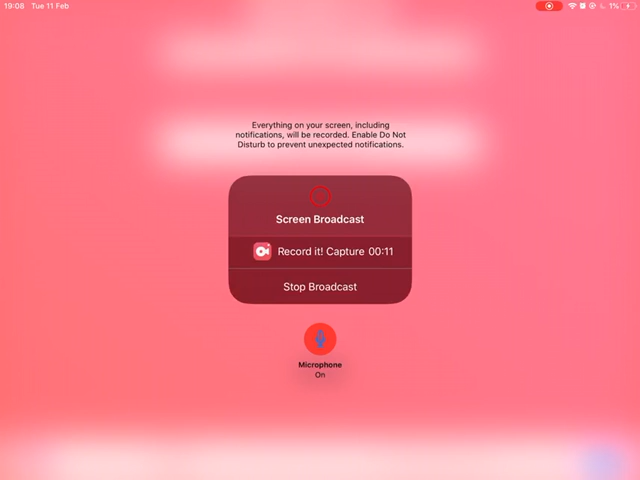 19:08 Tue 11 Feb 1%
Everything on your screen, including
notifications, will be recorded. Enable Do Not
Disturb to prevent unexpected notifications.
Screen Broadcast
Record it! Capture 00:11
Stop Broadcast
Microphone
On